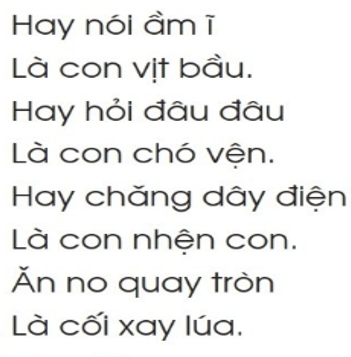 Hay nói ầm ĩ
Là con vịt bầu.
Hay hỏi đâu đâu
Là con chó vện.
Hay chăng dây điện
Là con nhện con.
Ăn no quay tròn
Là cối xay lúa.